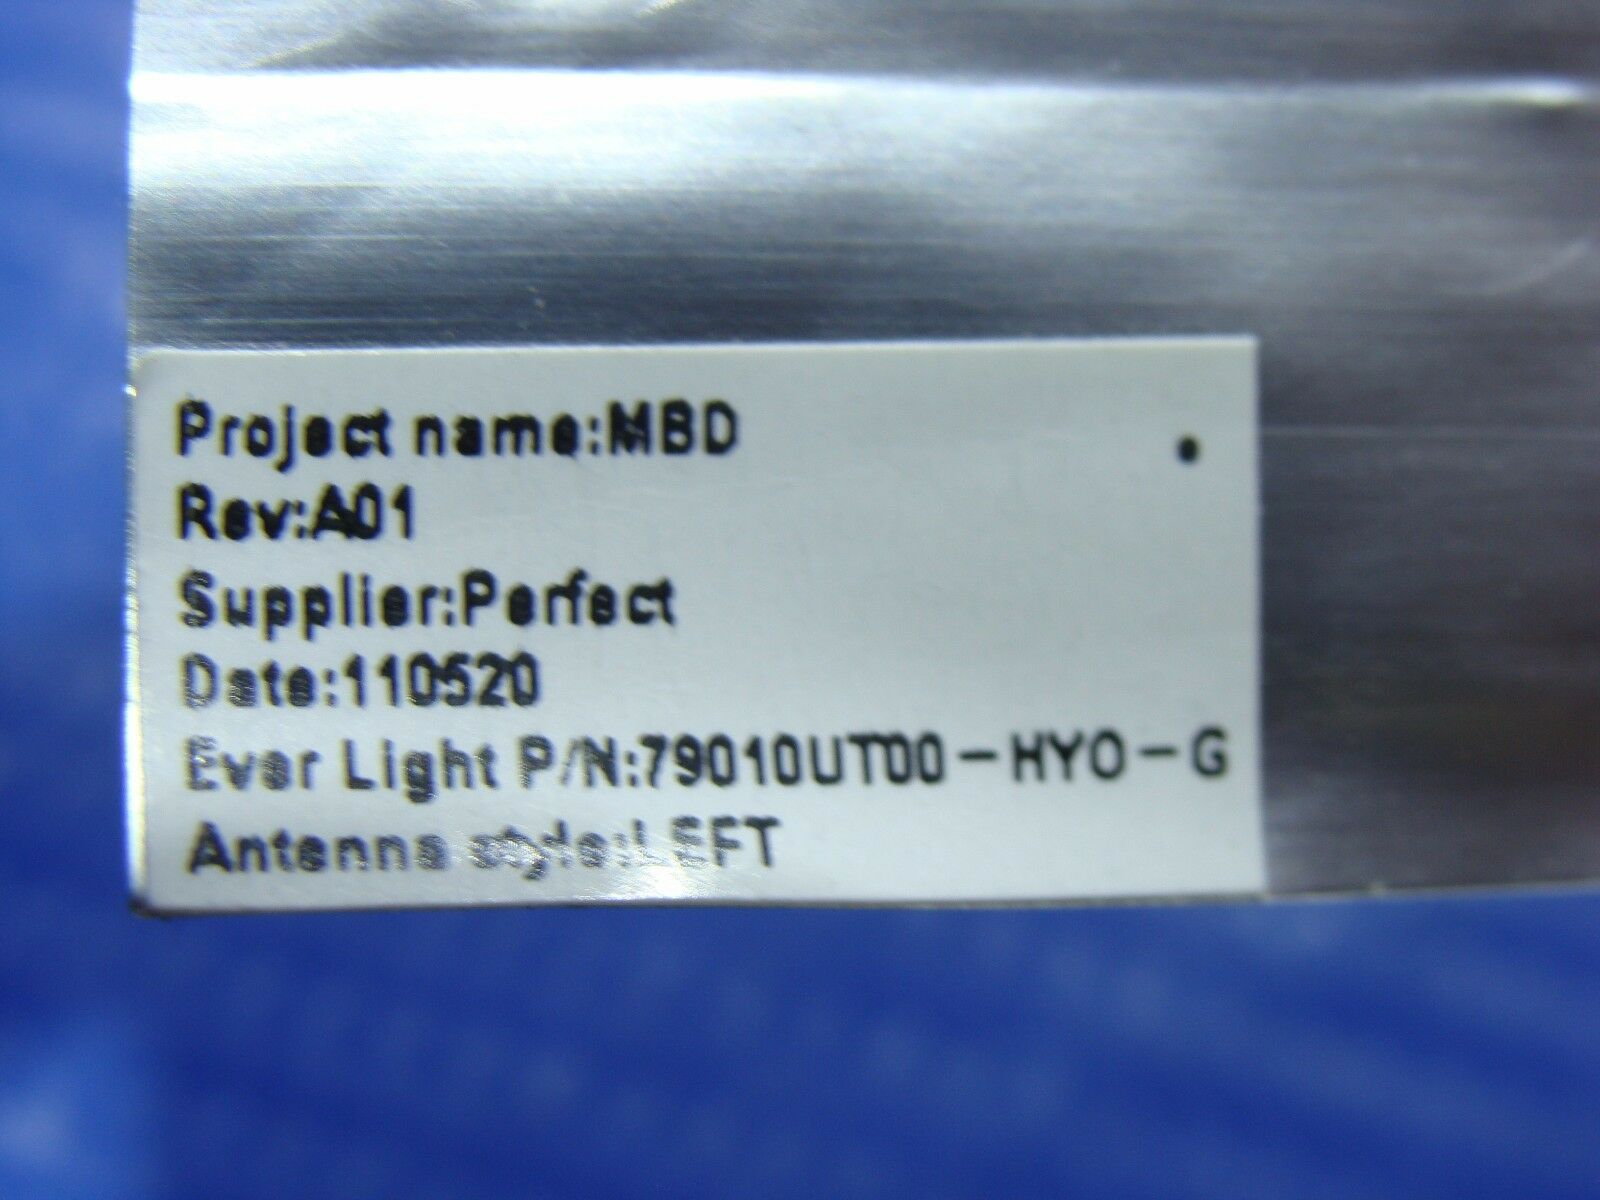 Project name:MBD
Rev:A01
Supplier:Perfect
Date:110520
Ever Light P/N:79010UT00-HYO-G
Antenna style:LEFT